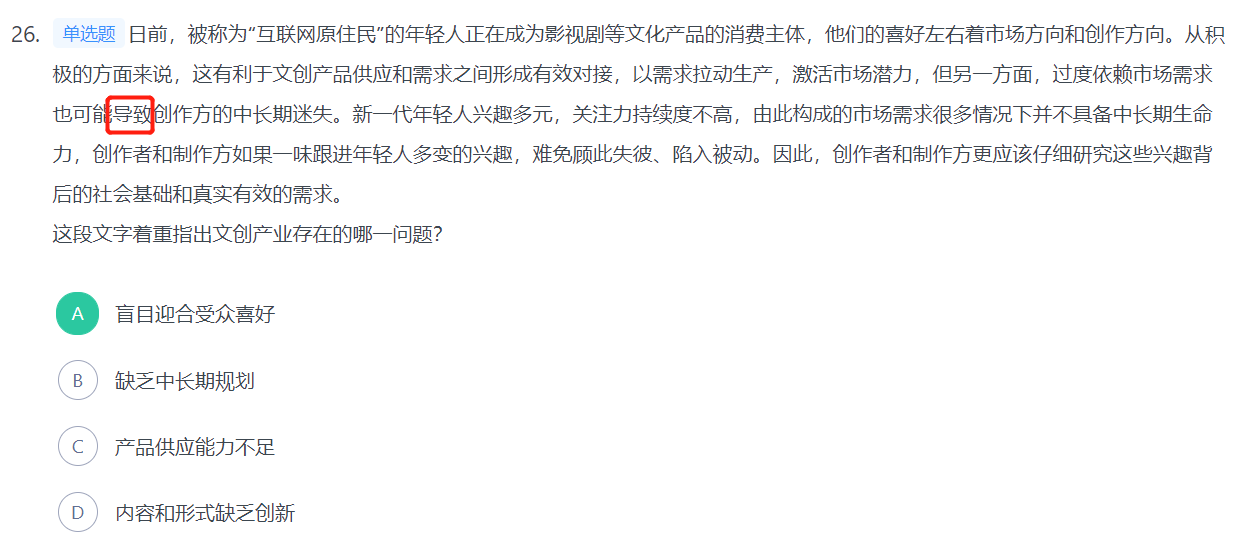 26. 单选题 日前，被称为“互联网原住民”的年轻人正在成为影视剧等文化产品的消费主体，他们的喜好左右着市场方向和创作方向。从积
极的方面来说，这有利于文创产品供应和需求之间形成有效对接，以需求拉动生产，激活市场潜力，但另一方面，过度依赖市场需求
也可能导致创作方的中长期迷失。新一代年轻人兴趣多元，关注力持续度不高，由此构成的市场需求很多情况下并不具备中长期生命
力，创作者和制作方如果一味跟进年轻人多变的兴趣，难免顾此失彼、陷入被动。因此，创作者和制作方更应该仔细研究这些兴趣背
后的社会基础和真实有效的需求。
这段文字着重指出文创产业存在的哪一问题？
A 盲目迎合受众喜好
B 缺乏中长期规划
C 产品供应能力不足
D 内容和形式缺乏创新